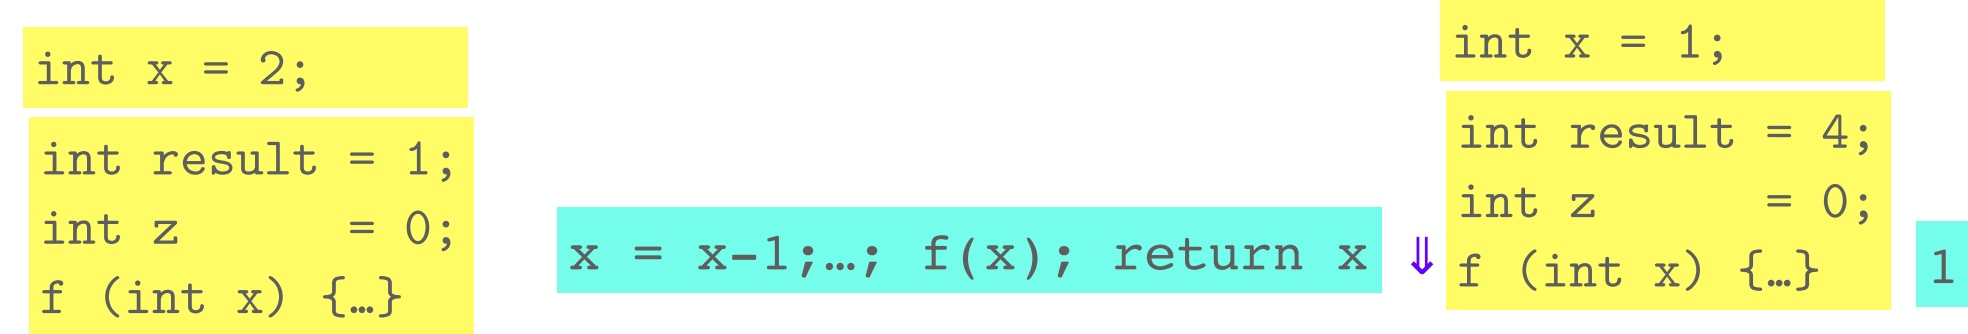 int x = 2;
int result = 1;
int z = 0;
f (int x) {…}
x = x-1;…; f(x); return x ⇓
int x = 1;
int result = 4;
int z = 0;
f (int x) {…}
1